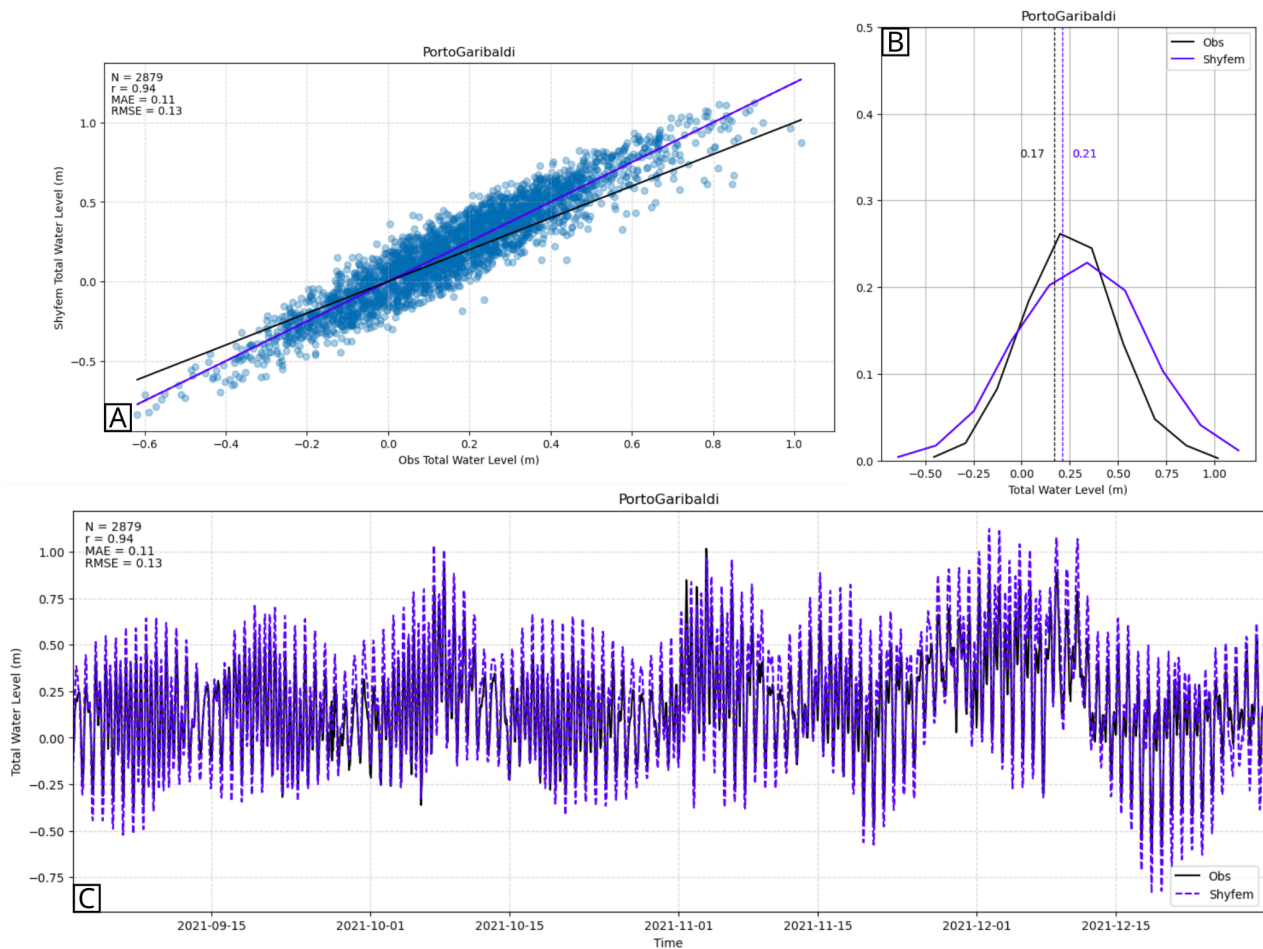 PortoGaribaldi
N = 2879
r = 0.94
MAE = 0.11
RMSE = 0.13
Shyfem Total Water Level (m)
1.0
0.5
0.0
−0.5
A
−0.6
−0.4
−0.2
0.0
0.2
0.4
0.6
0.8
1.0
Obs Total Water Level (m)
PortoGaribaldi
B
Obs
Shyfem
0.5
0.4
0.3
0.2
0.1
0.0
0.17
0.21
−0.50
−0.25
0.00
0.25
0.50
0.75
1.00
Total Water Level (m)
PortoGaribaldi
N = 2879
r = 0.94
MAE = 0.11
RMSE = 0.13
Total Water Level (m)
1.00
0.75
0.50
0.25
0.00
−0.25
−0.50
−0.75
C
Obs
Shyfem
2021-09-15
2021-10-01
2021-10-15
2021-11-01
2021-11-15
2021-12-01
2021-12-15
Time